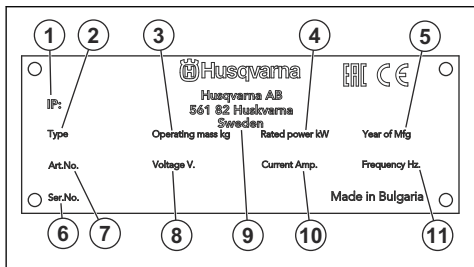 1 2 3 4 5
Husqvarna EAC CE
IP:
Husqvarna AB
561 82 Huskvarna
Sweden
Type Operating mass kg Rated power kW Year of Mfg
Art.No. Voltage V. Current Amp. Frequency Hz.
Ser.No. Made in Bulgaria
6 7 8 9 10 11